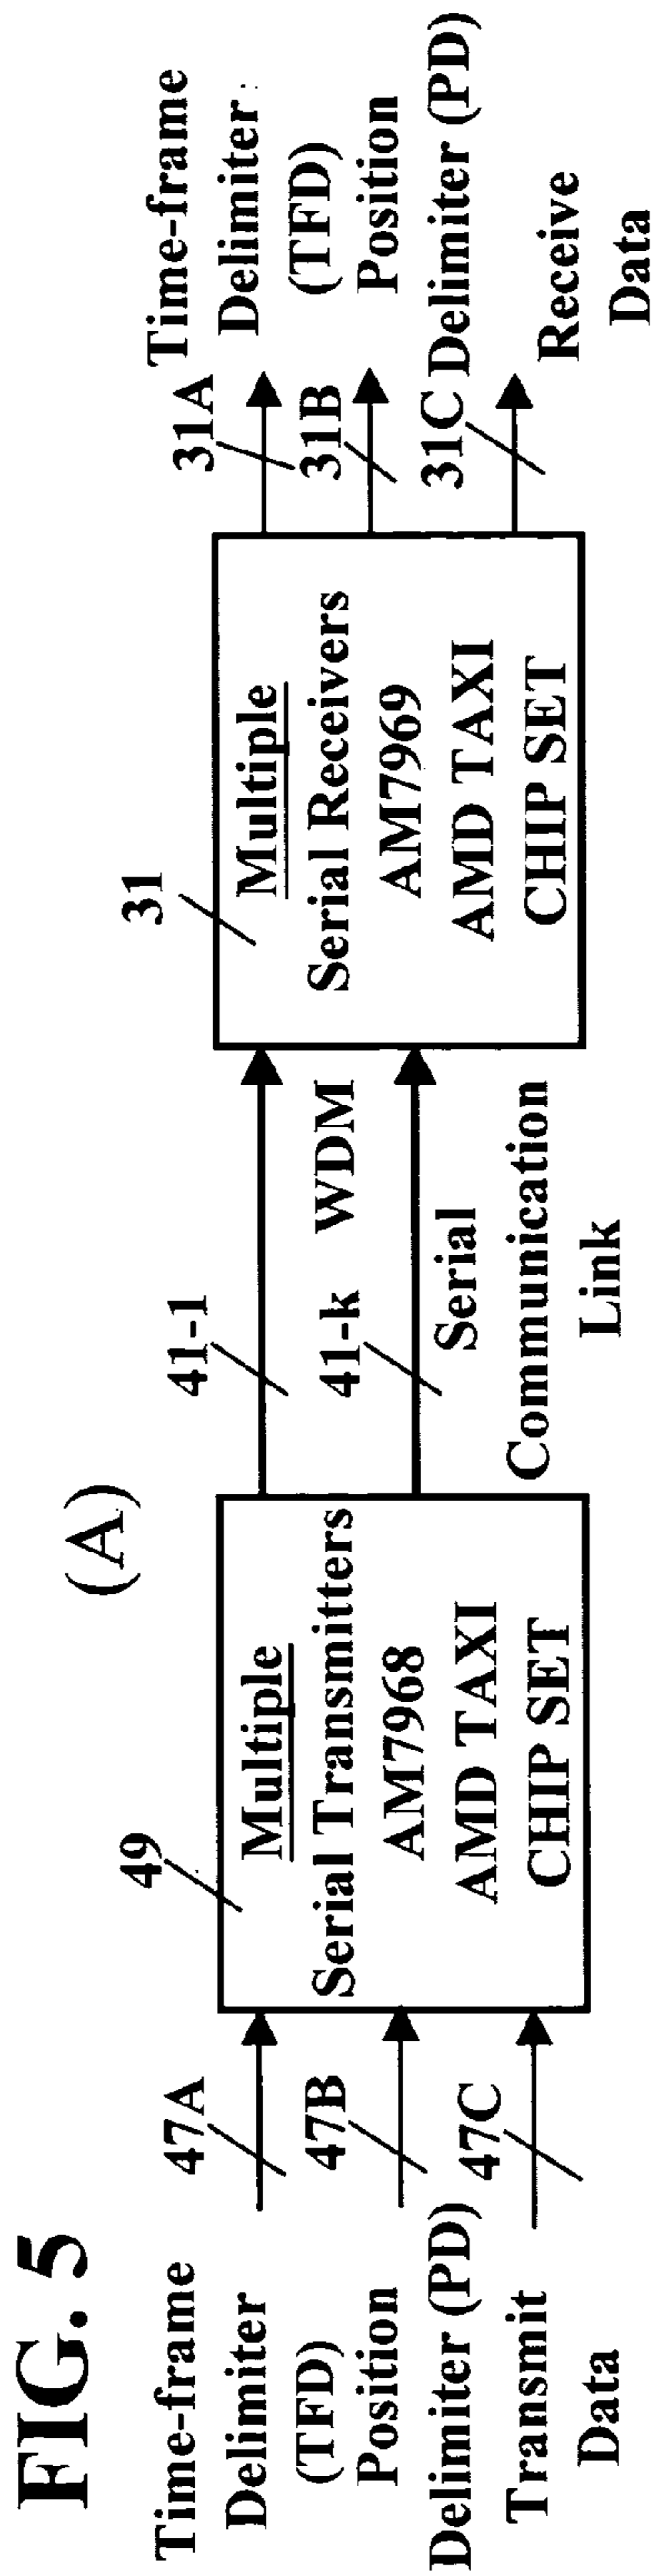 FIG. 5
(A)
Time-frame
Delimiter
(TFD)
Position
Delimiter (PD)
Transmit
Data
47A
47B
47C
49
Multiple
Serial Transmitters
AM7968
AMD TAXI
CHIP SET
41-1
41-k
WDM
Serial
Communication
Link
31
Multiple
Serial Receivers
AM7969
AMD TAXI
CHIP SET
31A
31B
31C
Time-frame
Delimiter
(TFD)
Position
Delimiter (PD)
Receive
Data